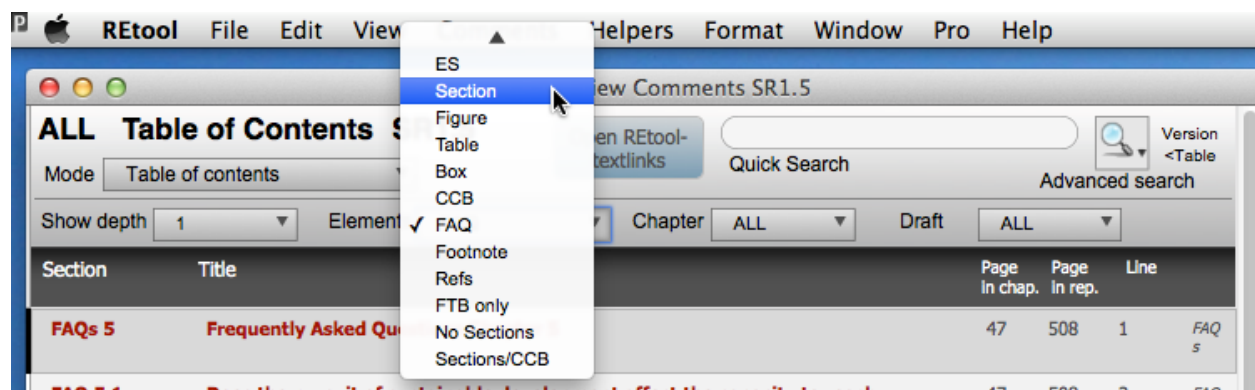 P REtool File Edit View Helpers Format Window Pro Help
ew Comments SR1.5
ALL Table of Contents
en REtool-
textlinks
Quick Search
Version
<Table
Advanced search
Mode Table of contents
Show depth 1 Element Chapter ALL Draft ALL
ES
Section
Figure
Table
Box
CCB
✓ FAQ
Footnote
Refs
FTB only
No Sections
Sections/CCB
Section Title Page in chap. Page in rep. Line
FAQs 5 Frequently Asked Qu 47 508 1 FAQ
s